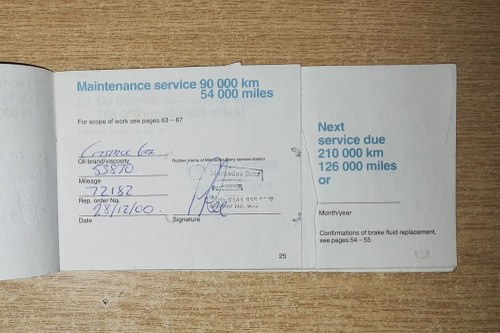 Maintenance service 90 000 km
54 000 miles
For scope of work see pages 63 – 67
Castrol GTX
Oil brand/viscosity
Rubber stamp of Mercedes-Benz service station
53870
Mileage
72182
Rep. order No.
28/12/00.
Date
Signature
Mercedes Benz
25
Next
service due
210 000 km
126 000 miles
or
Month/year
Confirmations of brake fluid replacement,
see pages 54 – 55